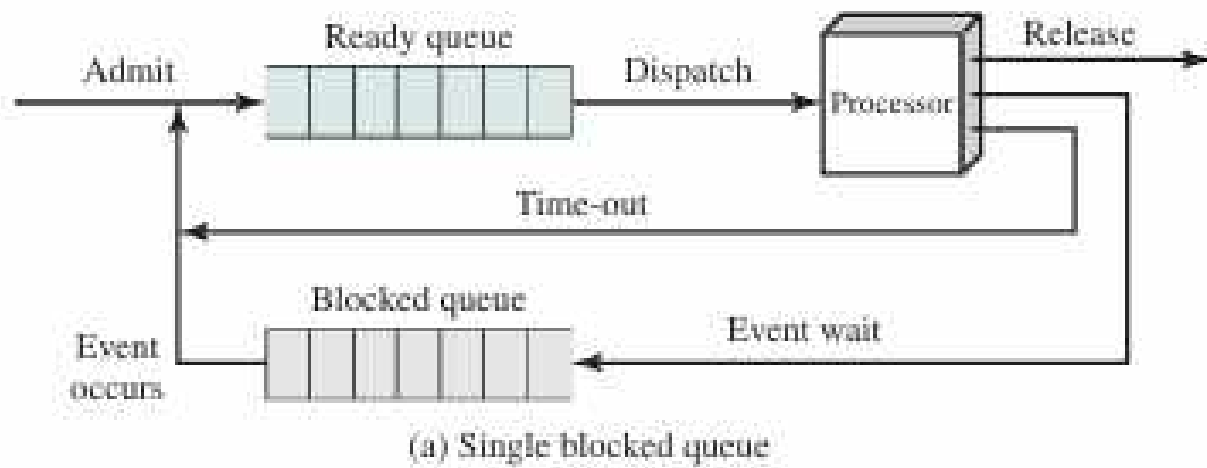 Ready queue
Release
Admit
Dispatch
Processor
Time-out
Blocked queue
Event wait
Event
occurs
(a) Single blocked queue